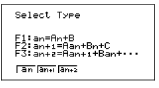 Select Type
F1:an=An+B
F2:an+1=Aan+Bn+C
F3:an+2=Aan+1+Ban+···
an an+1 an+2